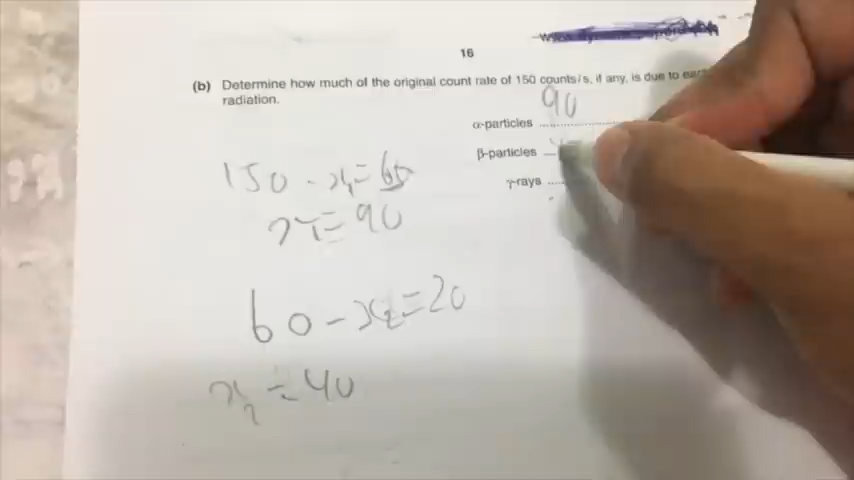 16
(b) Determine how much of the original count rate of 150 counts/s, if any, is due to
radiation.
α-particles 90
β-particles
γ-rays
150 - x₁ = 60
x₁ = 90
60 - x₂ = 20
x₂ = 40